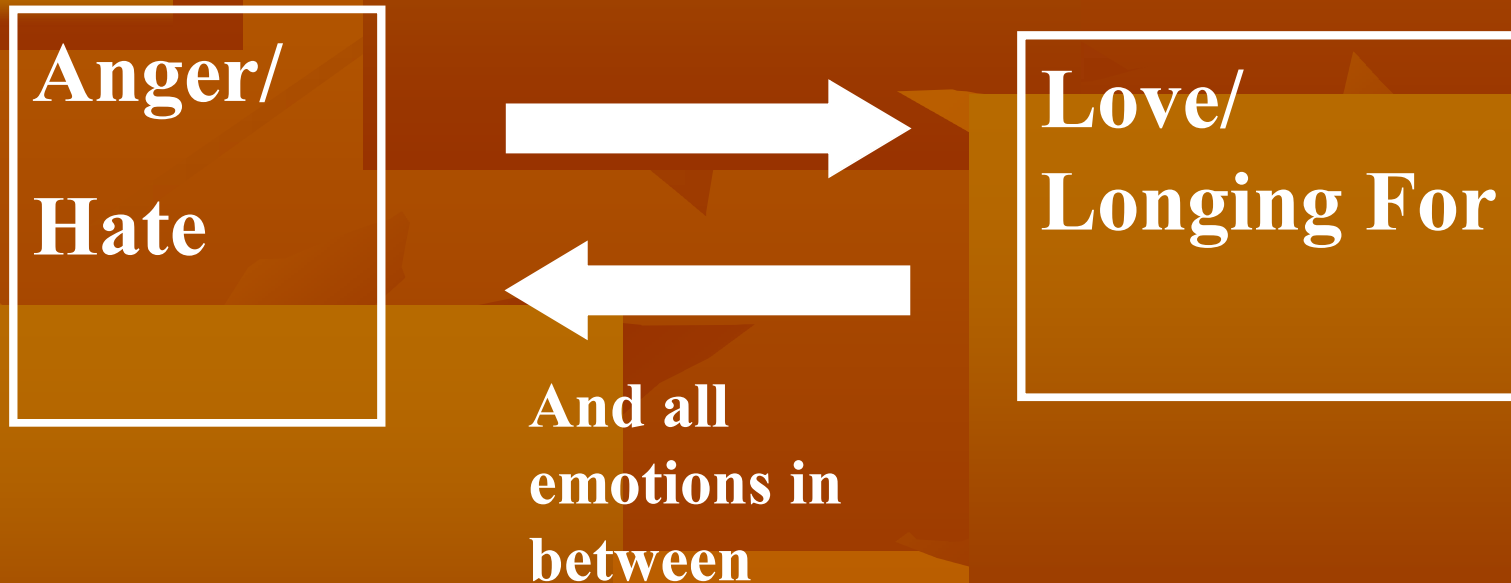 Anger/
Hate
Love/
Longing For
And all
emotions in
between